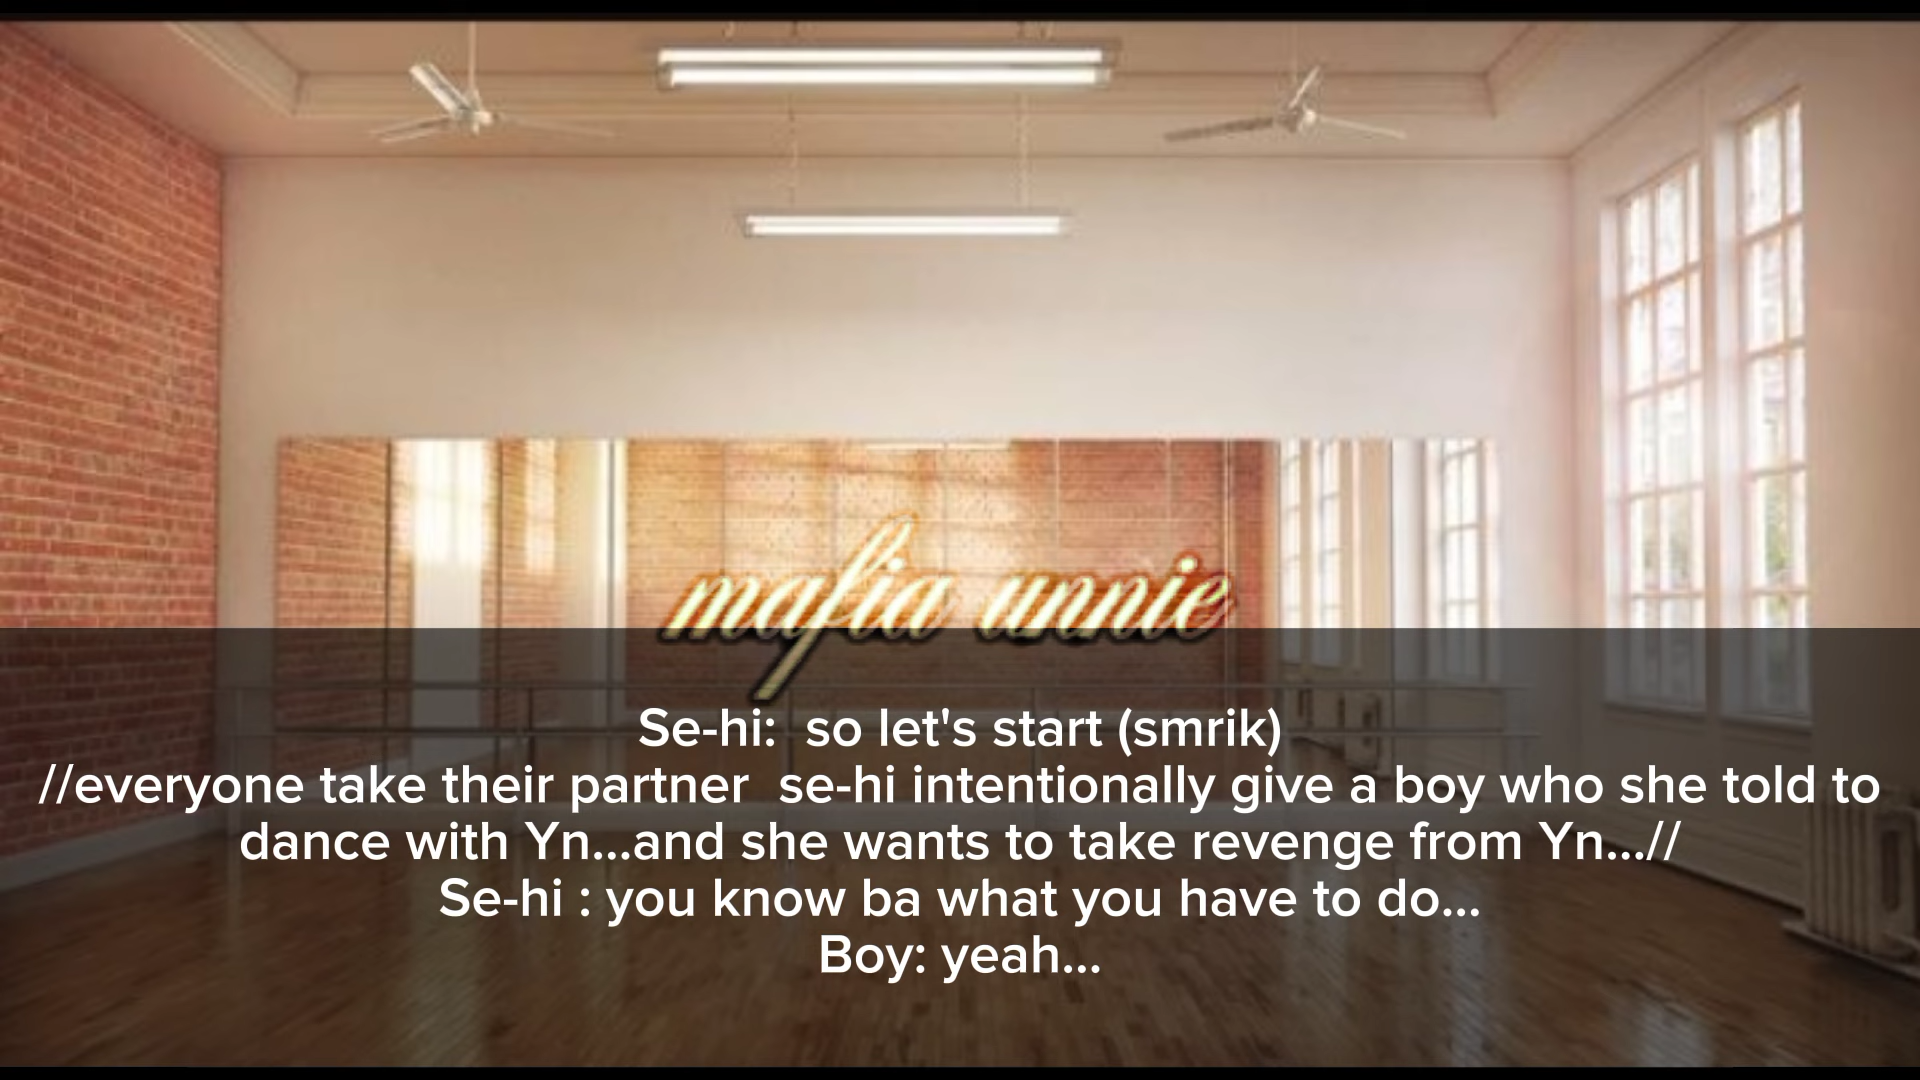 mafia unnie
Se-hi:  so let's start (smrik)
//everyone take their partner  se-hi intentionally give a boy who she told to
dance with Yn...and she wants to take revenge from Yn...//
Se-hi : you know ba what you have to do...
Boy: yeah...